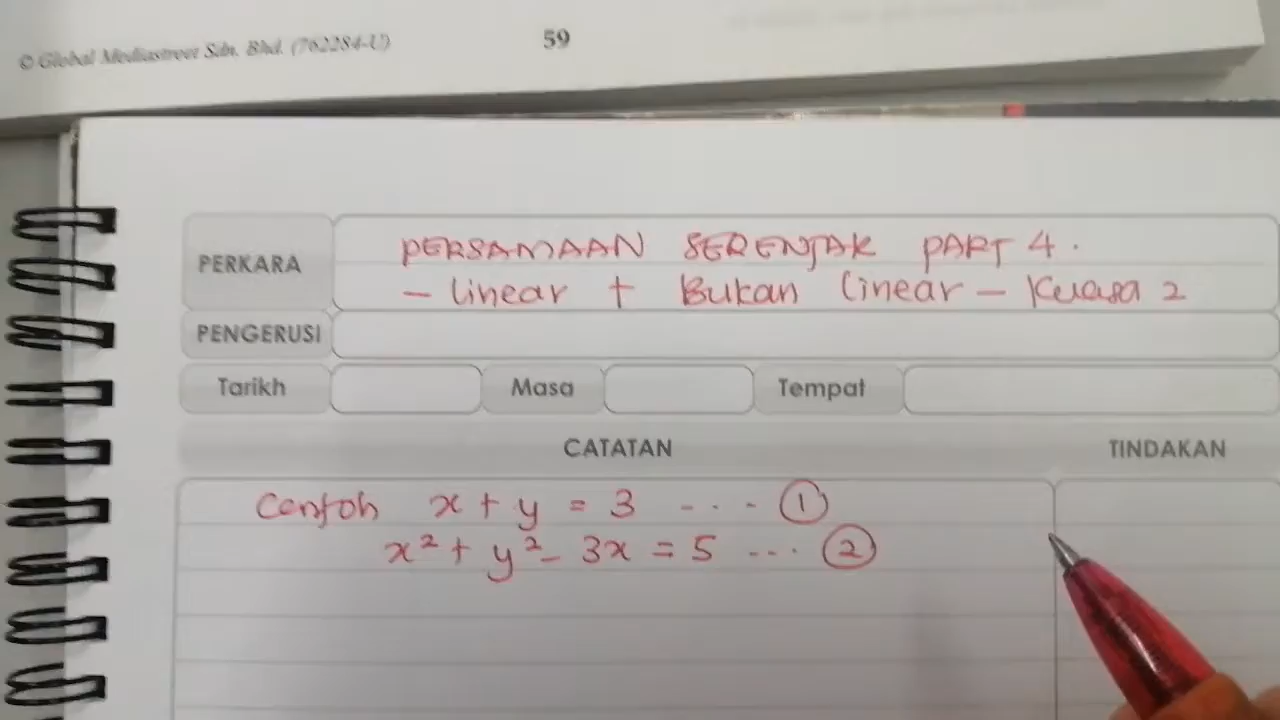 © Global Mediastreet Sdn. Bhd. (762284-U) 59
PERKARA PERSAMAAN SERENTAK PART 4.
- linear + Bukan linear - Kuasa 2
PENGERUSI
Tarikh Masa Tempat
CATATAN TINDAKAN
Contoh x + y = 3 ... ①
x² + y² - 3x = 5 ... ②